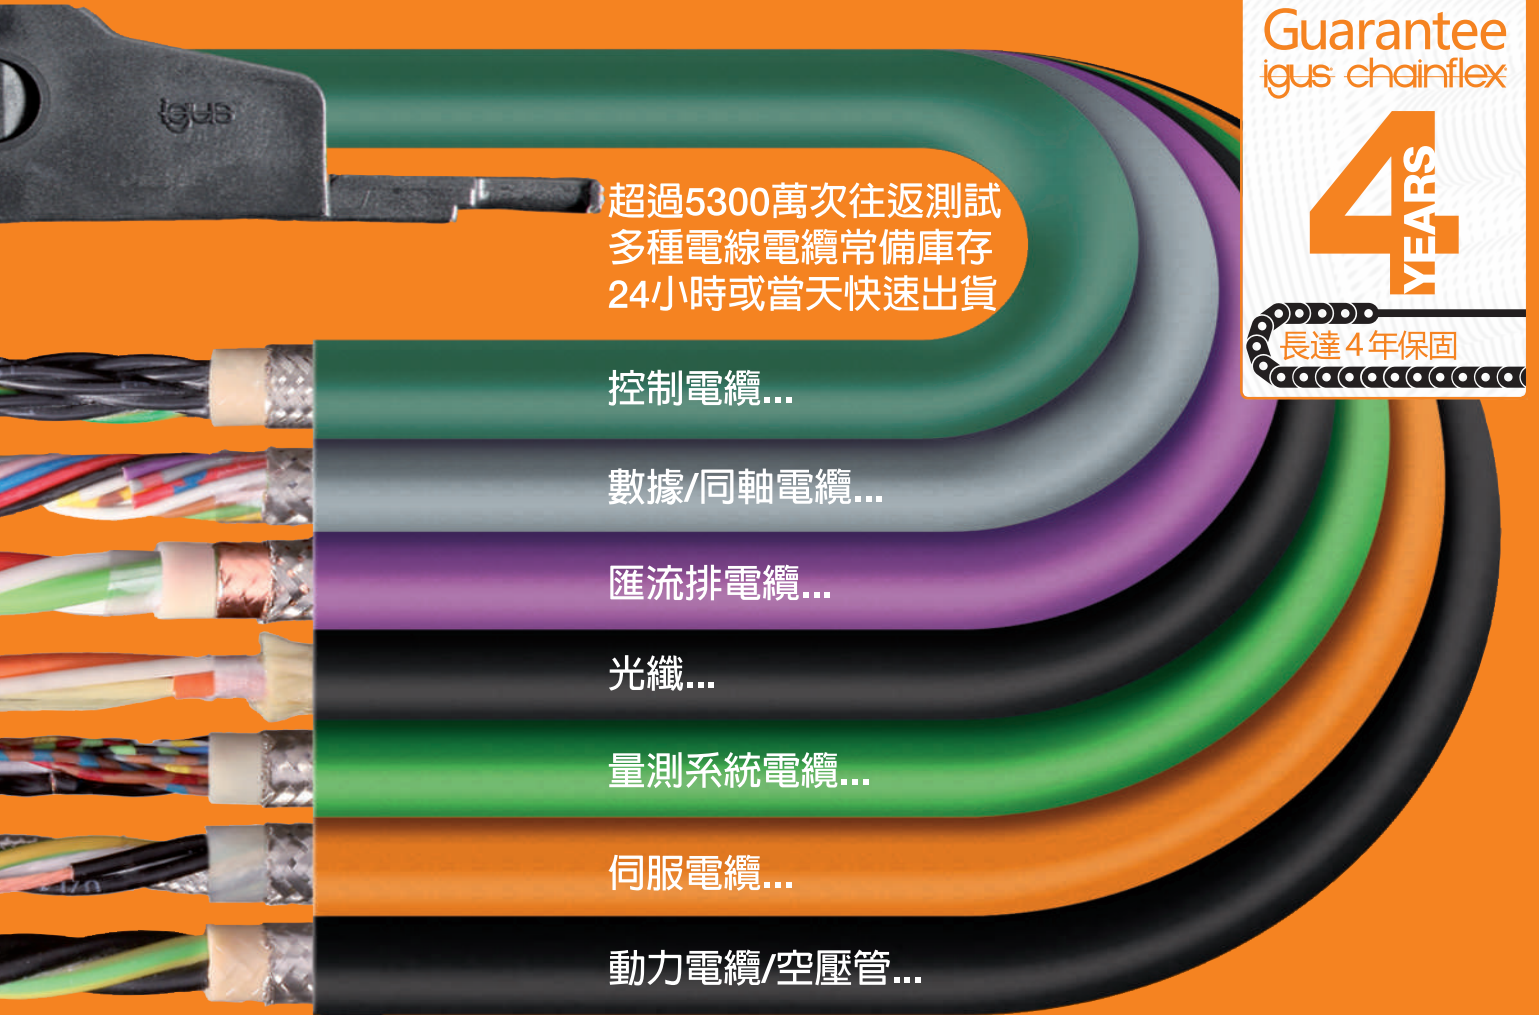 Guarantee
igus chainflex
4
YEARS
長達4年保固
igus
超過5300萬次往返測試
多種電線電纜常備庫存
24小時或當天快速出貨
控制電纜...
數據/同軸電纜...
匯流排電纜...
光纖...
量測系統電纜...
伺服電纜...
動力電纜/空壓管...